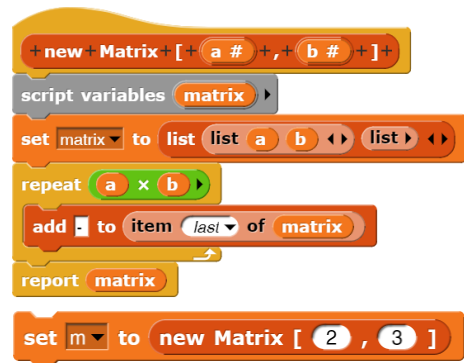 +new+Matrix+[+ a # +,+ b # +]+
script variables matrix
set matrix to list list a b list
repeat a × b
add - to item last of matrix
report matrix
set m to new Matrix [ 2 , 3 ]